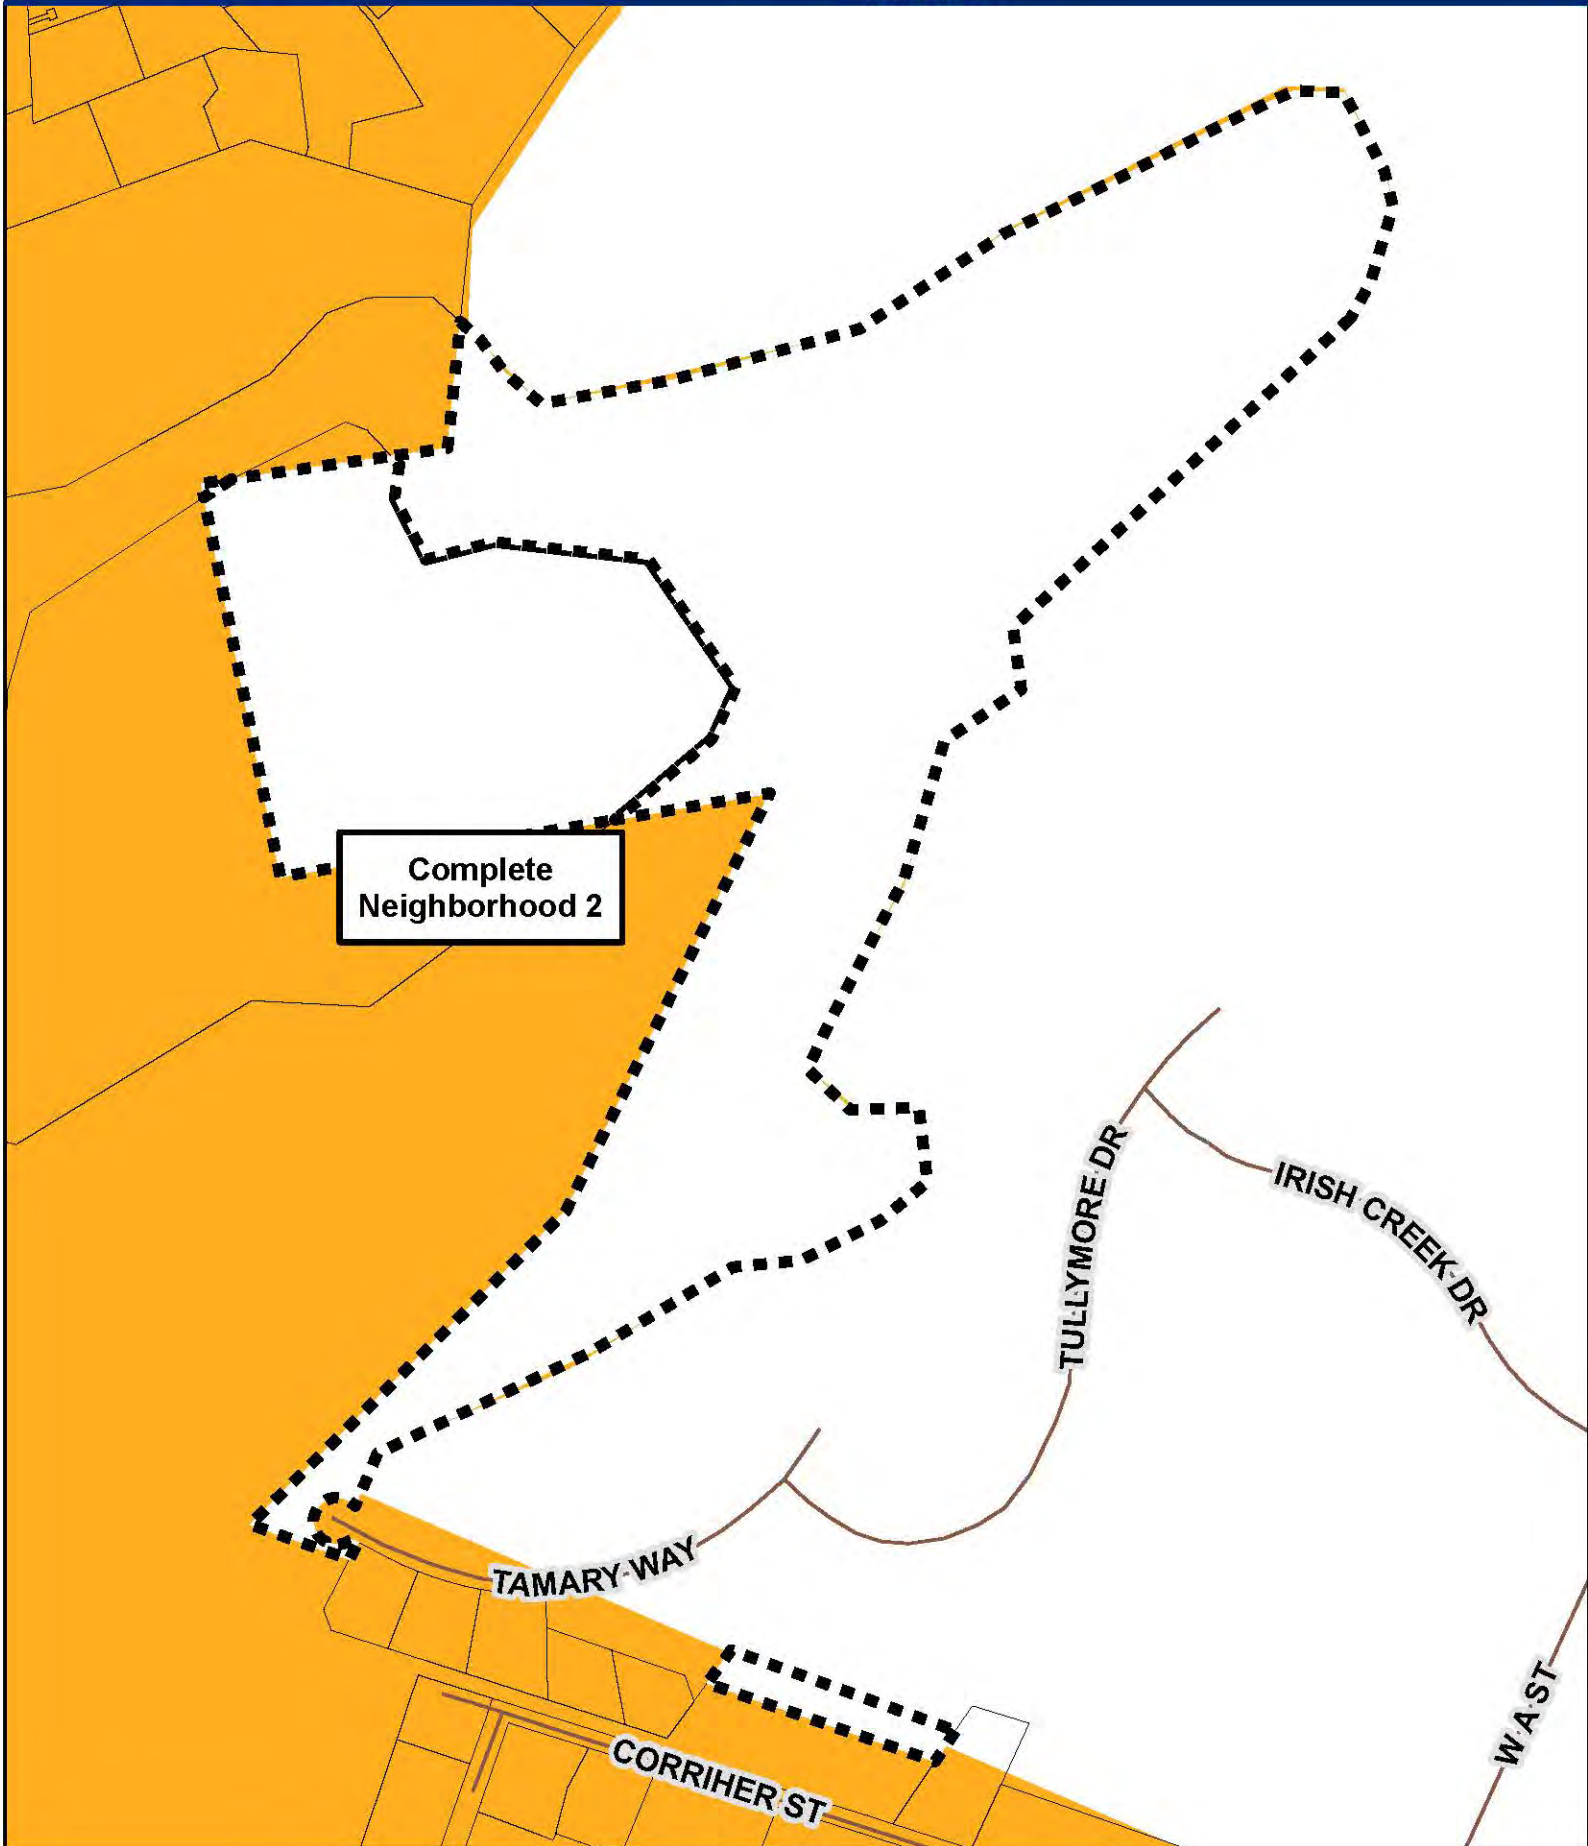 Complete
Neighborhood 2
TULLYMORE DR
IRISH CREEK DR
TAMARY WAY
CORRIHER ST
W A ST